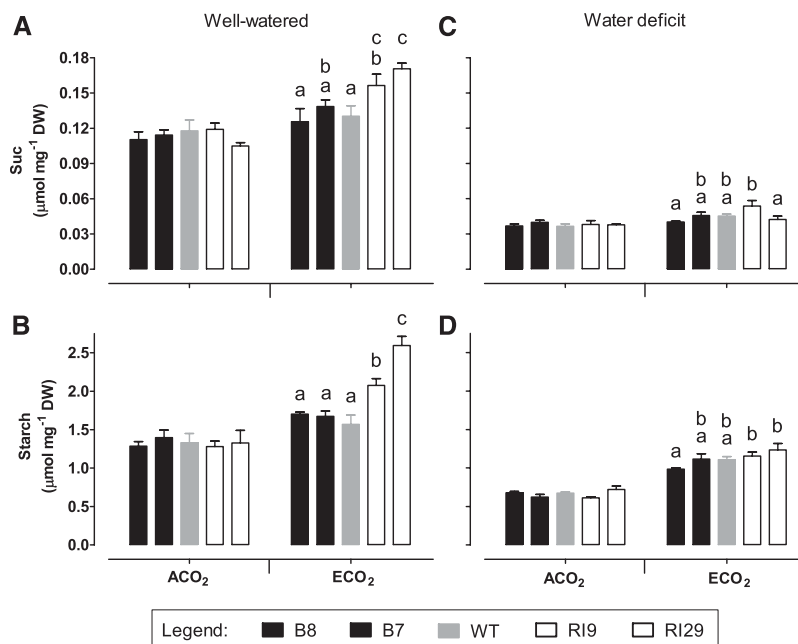 A
Well-watered
C
Water deficit
Suc
(μmol mg⁻¹ DW)
0.18
0.15
0.12
0.09
0.06
0.03
0.00
c c
b b
a a a
b b b
a a a a
B
D
Starch
(μmol mg⁻¹ DW)
2.5
2.0
1.5
1.0
0.5
0.0
c
b
a a a
b b b b
a a a
ACO₂
ECO₂
ACO₂
ECO₂
Legend: B8 B7 WT RI9 RI29